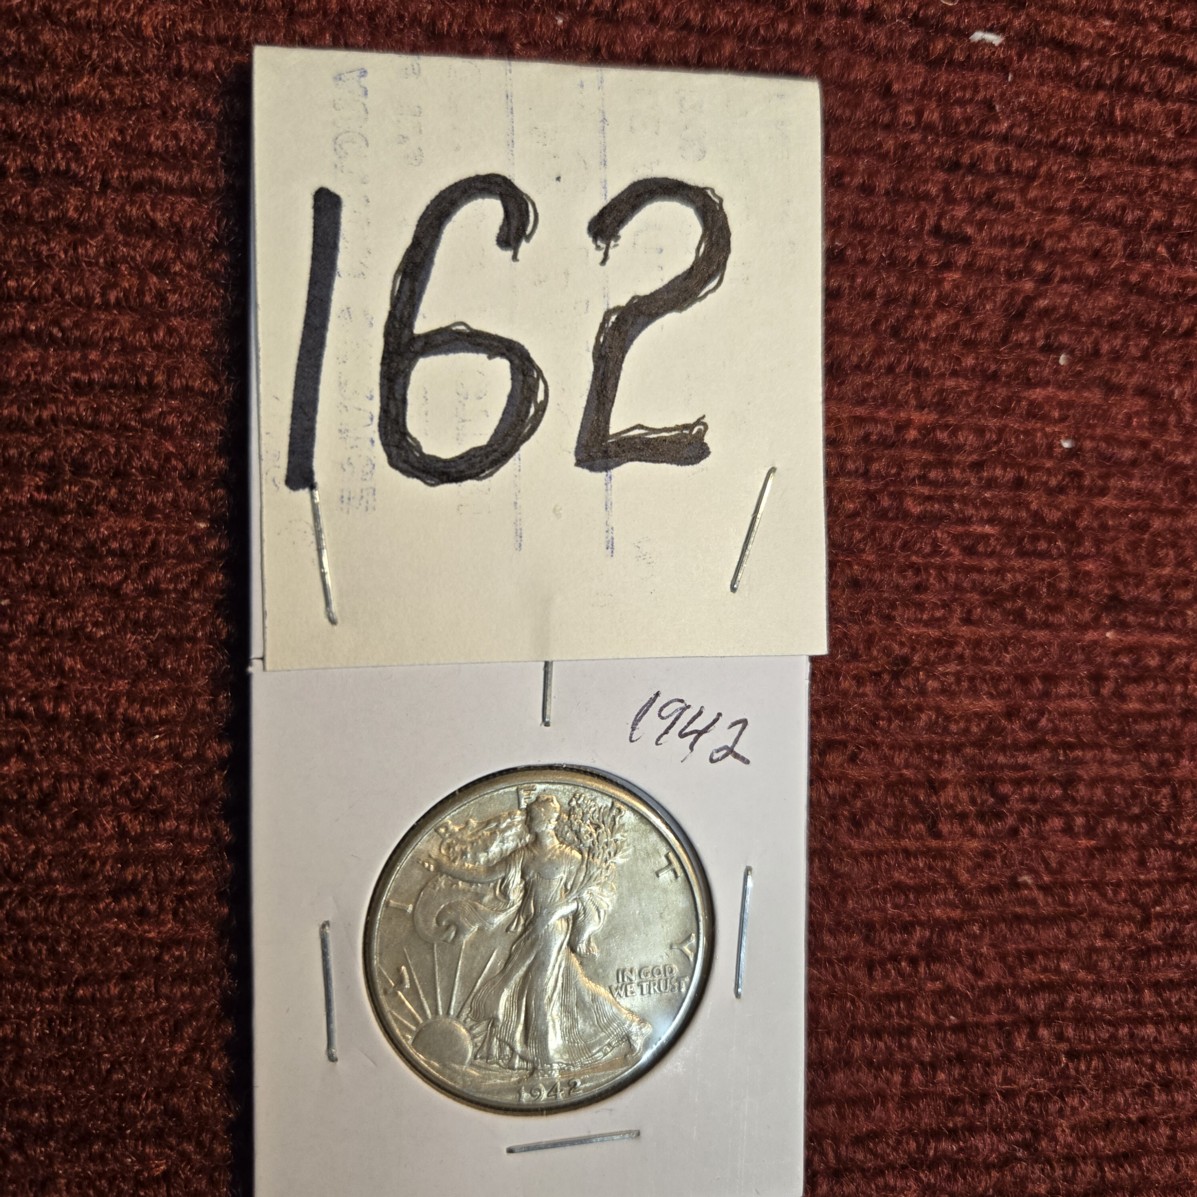 162
1942
LIBERTY
IN GOD
WE TRUST
1942